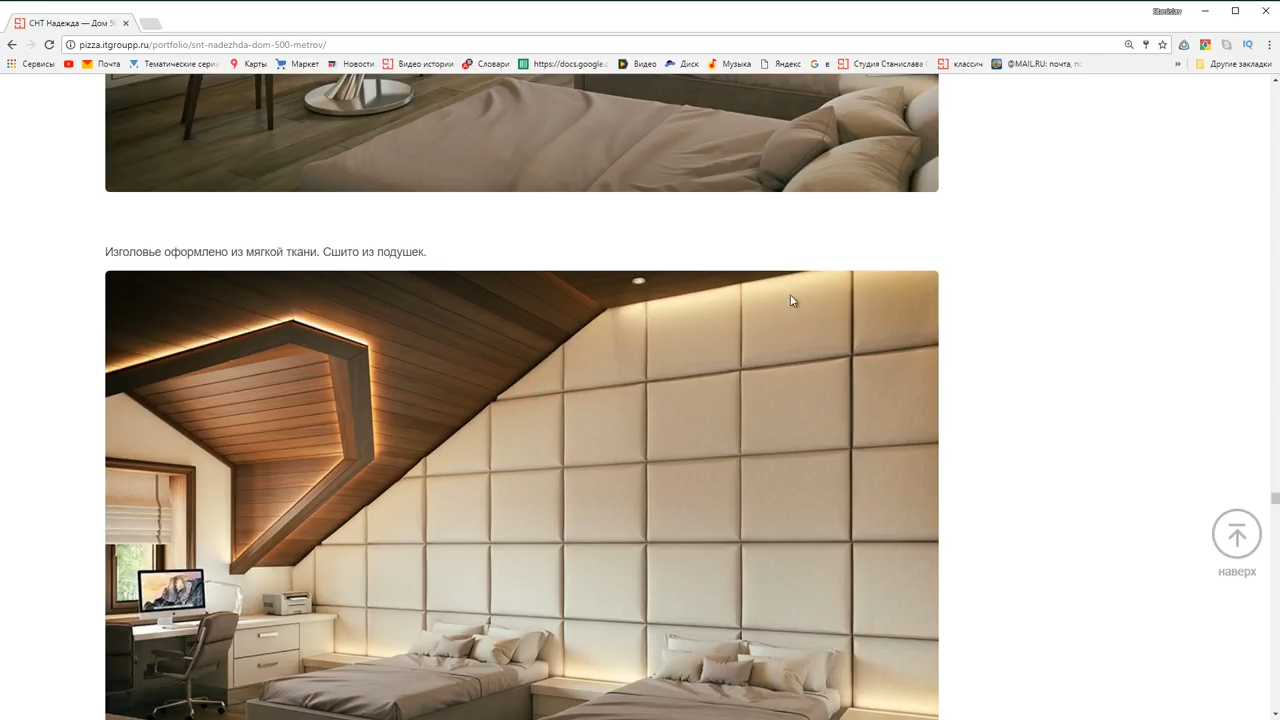 Stanislav
СНТ Надежда — Дом 5
pizza.itgroupp.ru/portfolio/snt-nadezhda-dom-500-metrov/
Сервисы Почта Тематические сери Карты Маркет Новости Видео истории Словари https://docs.google.c Видео Диск Музыка Яндекс в Студия Станислава классич @MAIL.RU: почта, по » Другие закладки
Изголовье оформлено из мягкой ткани. Сшито из подушек.
наверх